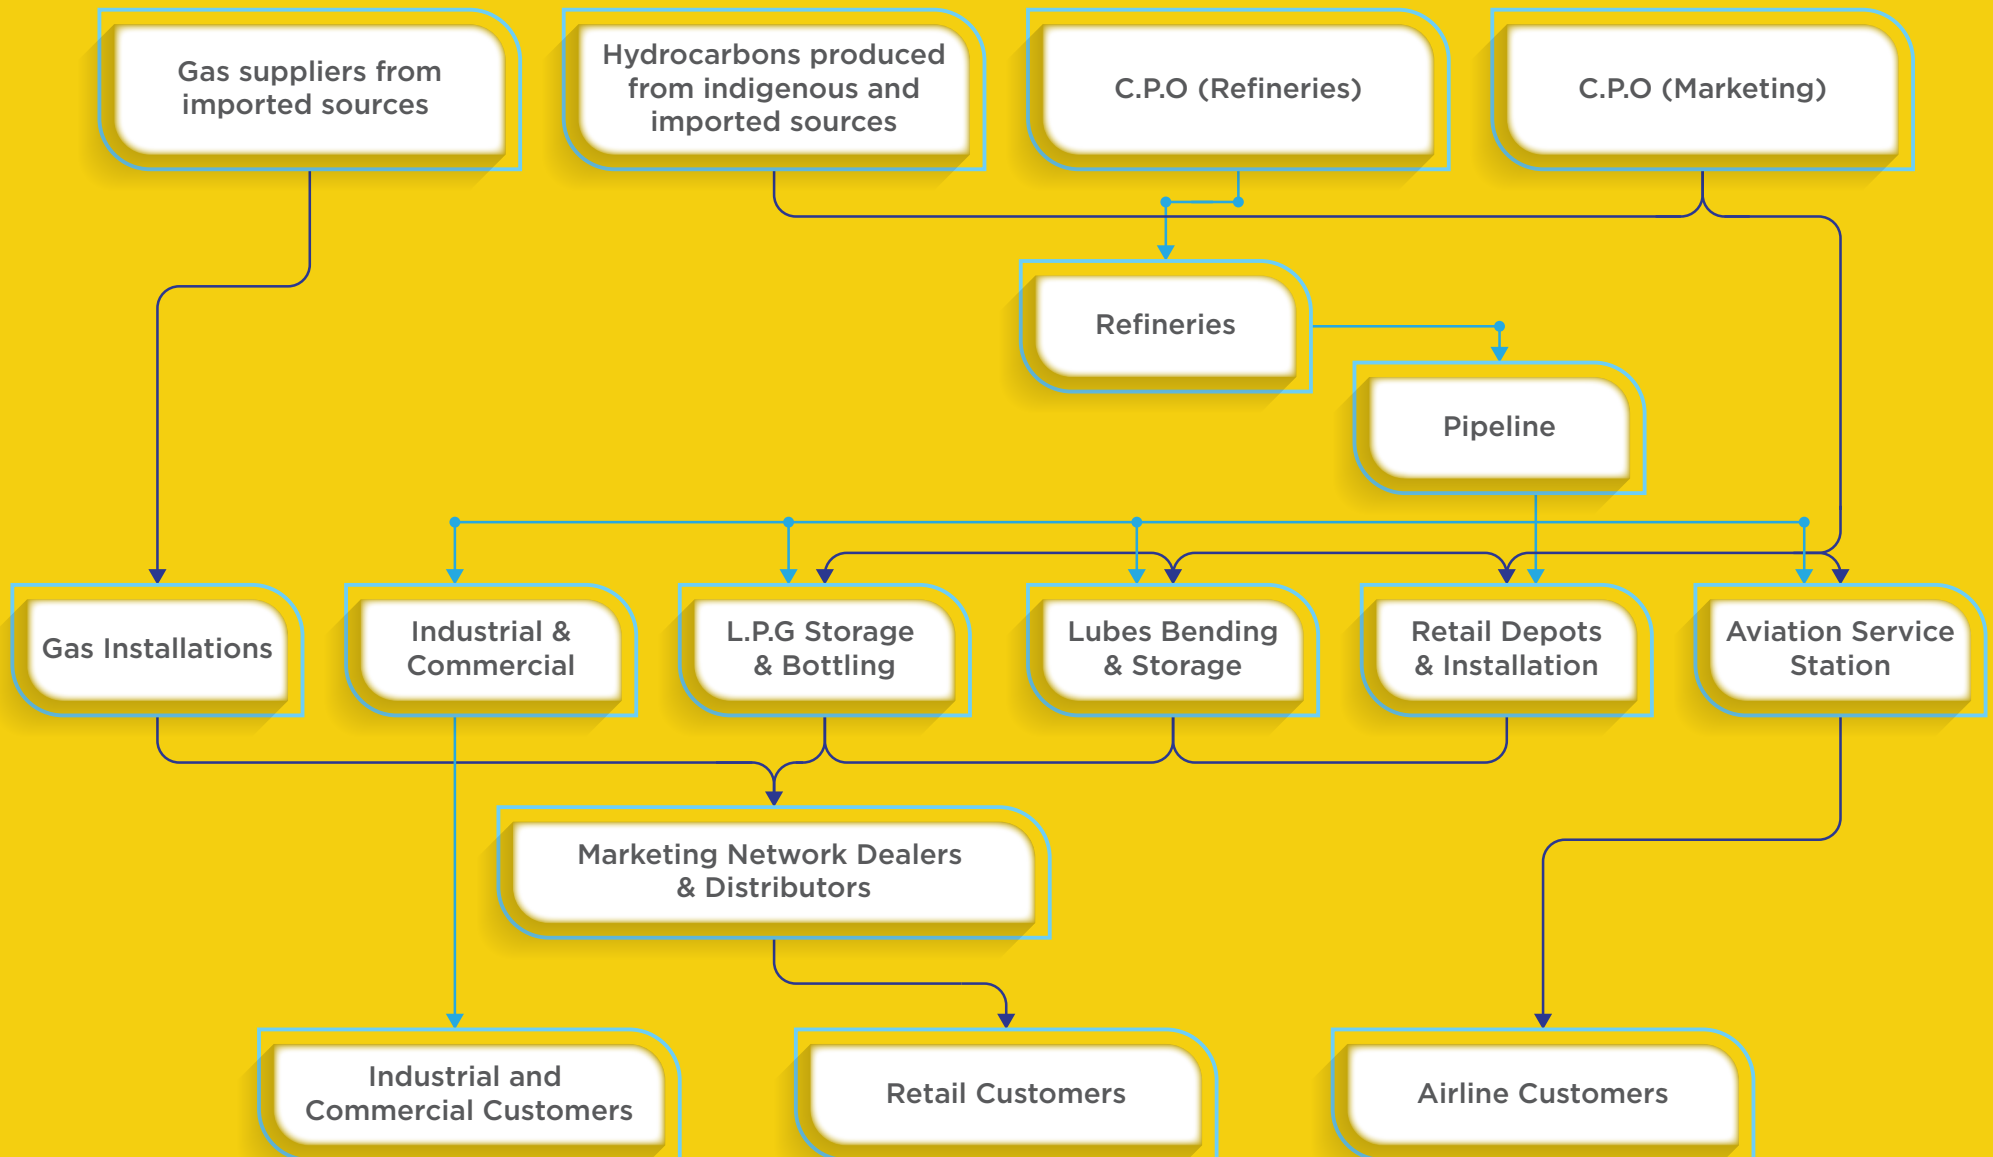 Gas suppliers from
imported sources
Hydrocarbons produced
from indigenous and
imported sources
C.P.O (Refineries)
C.P.O (Marketing)
Refineries
Pipeline
Gas Installations
Industrial &
Commercial
L.P.G Storage
& Bottling
Lubes Bending
& Storage
Retail Depots
& Installation
Aviation Service
Station
Marketing Network Dealers
& Distributors
Industrial and
Commercial Customers
Retail Customers
Airline Customers